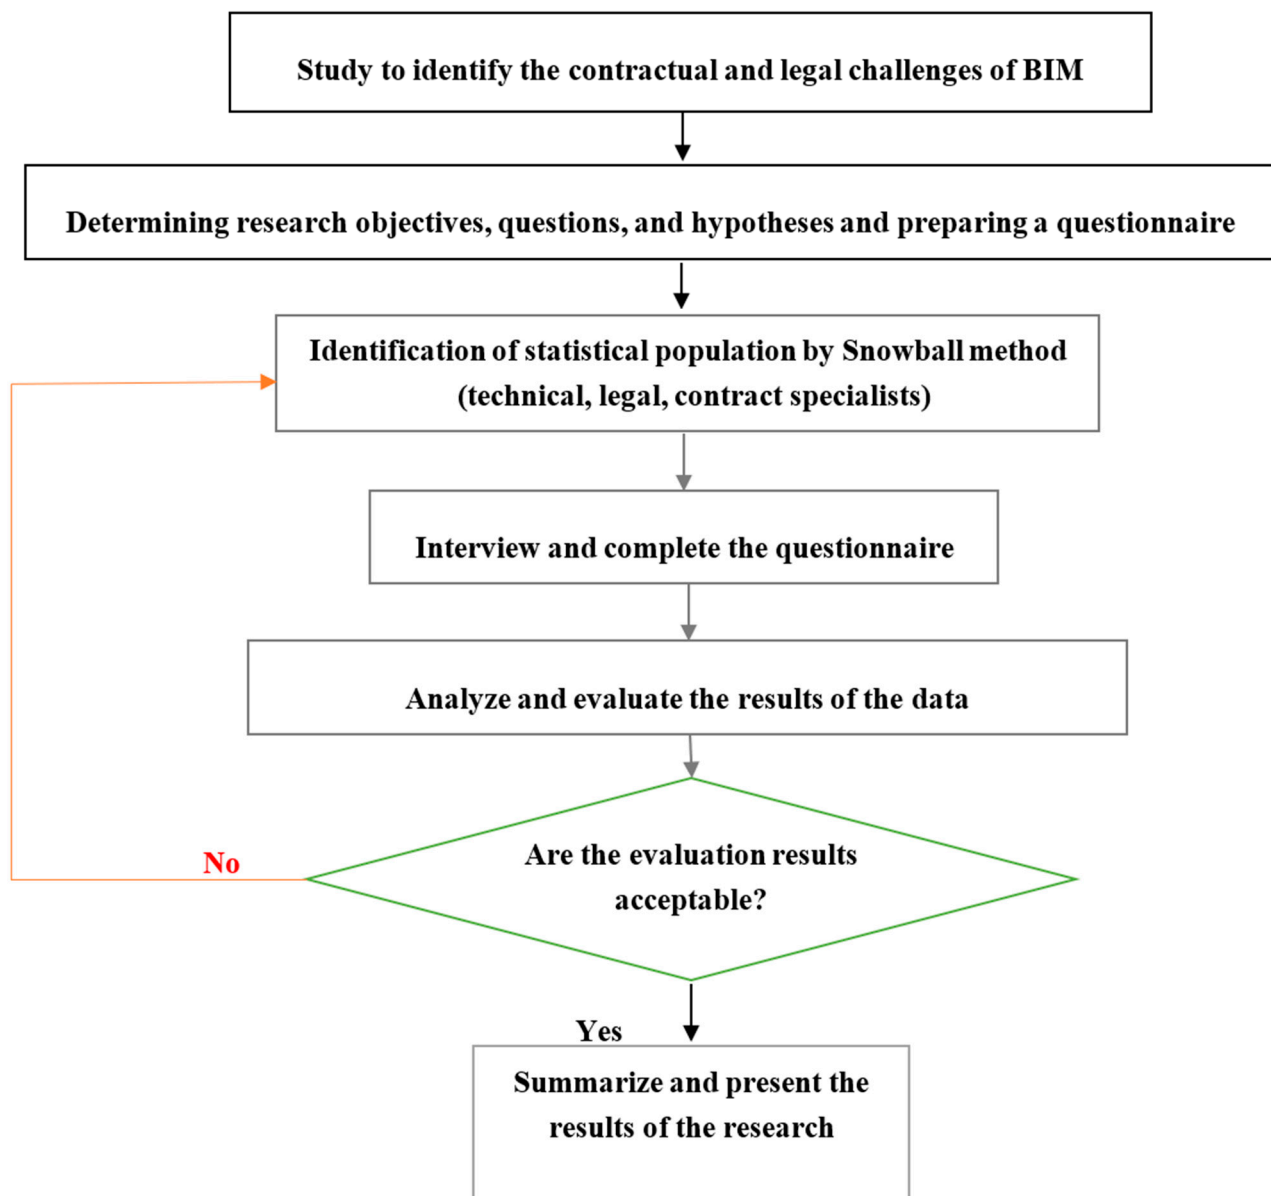 Study to identify the contractual and legal challenges of BIM
Determining research objectives, questions, and hypotheses and preparing a questionnaire
Identification of statistical population by Snowball method
(technical, legal, contract specialists)
Interview and complete the questionnaire
Analyze and evaluate the results of the data
Are the evaluation results
acceptable?
No
Yes
Summarize and present the
results of the research